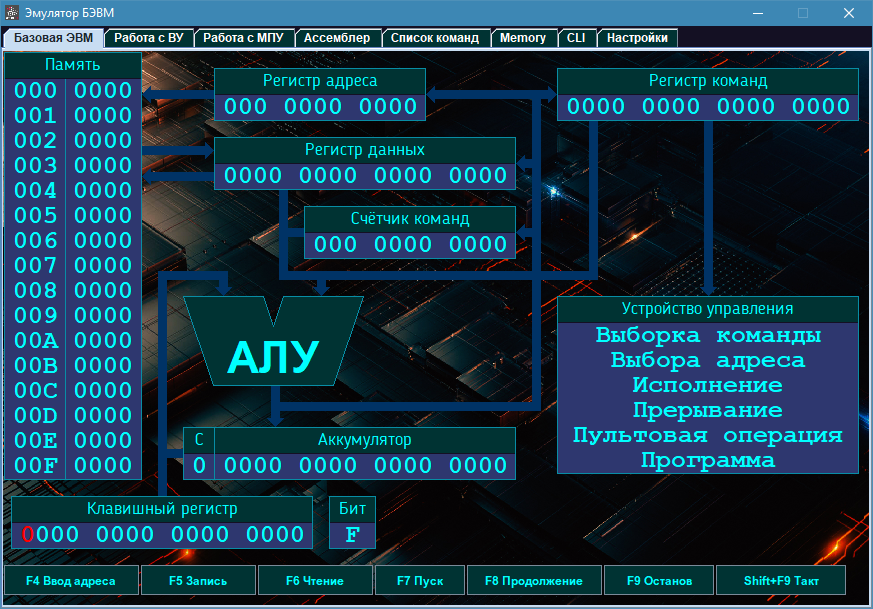 Эмулятор БЭВМ
Базовая ЭВМ Работа с ВУ Работа с МПУ Ассемблер Список команд Memory CLI Настройки
Память
000 0000
001 0000
002 0000
003 0000
004 0000
005 0000
006 0000
007 0000
008 0000
009 0000
00A 0000
00B 0000
00C 0000
00D 0000
00E 0000
00F 0000
Регистр адреса
000 0000 0000
Регистр команд
0000 0000 0000 0000
Регистр данных
0000 0000 0000 0000
Счётчик команд
000 0000 0000
АЛУ
Устройство управления
Выборка команды
Выбора адреса
Исполнение
Прерывание
Пультовая операция
Программа
С Аккумулятор
0 0000 0000 0000 0000
Клавишный регистр
0000 0000 0000 0000
Бит
F
F4 Ввод адреса F5 Запись F6 Чтение F7 Пуск F8 Продолжение F9 Останов Shift+F9 Такт